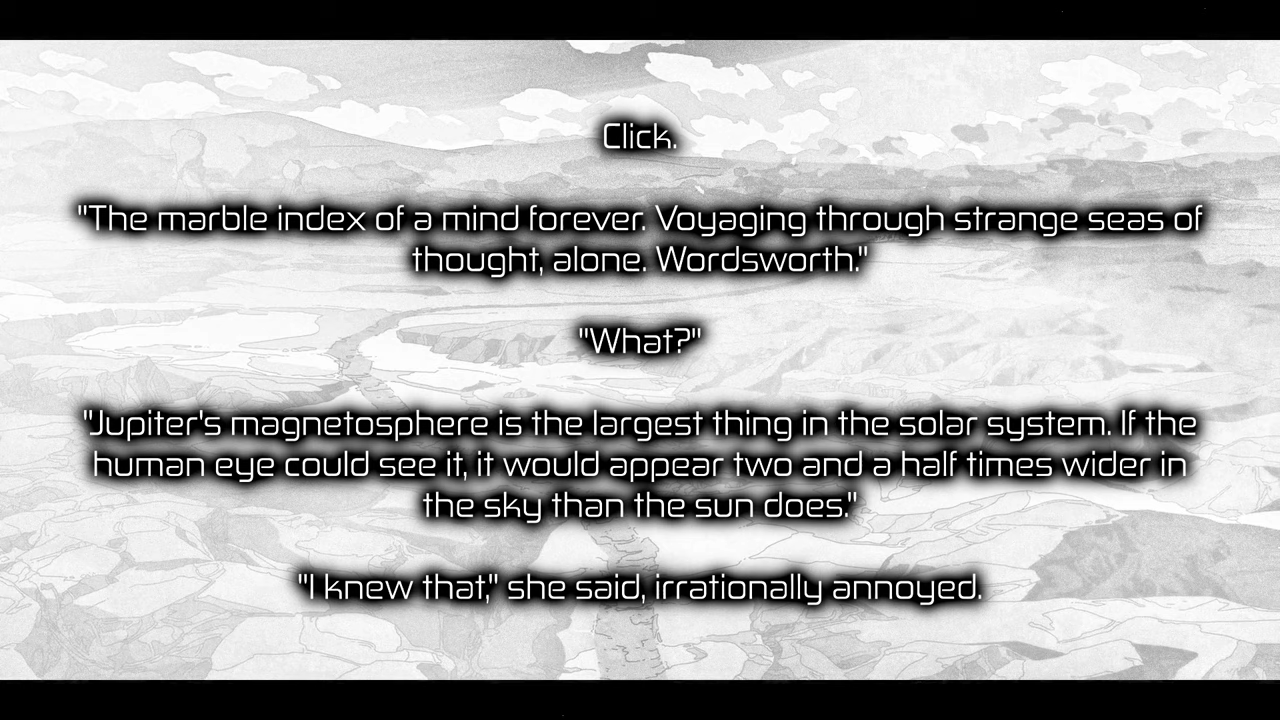 Click.
"The marble index of a mind forever. Voyaging through strange seas of
thought, alone. Wordsworth."
"What?"
"Jupiter's magnetosphere is the largest thing in the solar system. If the
human eye could see it, it would appear two and a half times wider in
the sky than the sun does."
"I knew that," she said, irrationally annoyed.